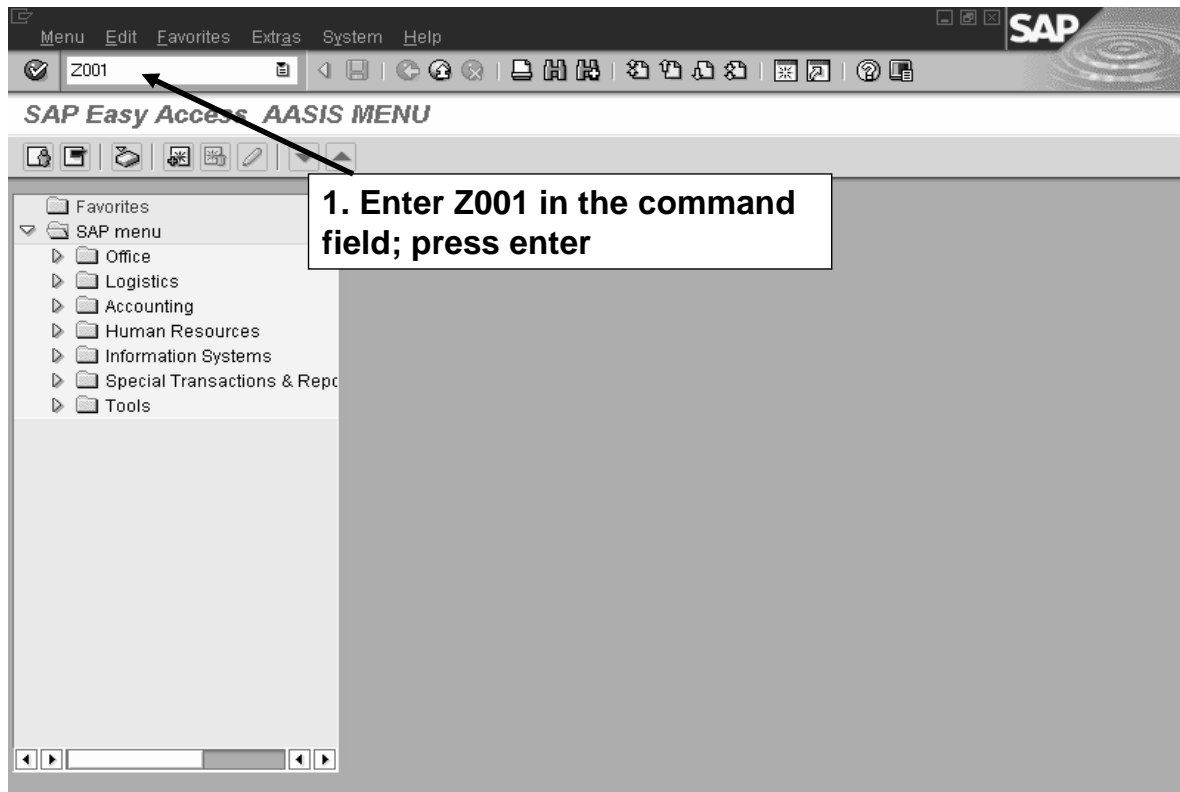 Menu Edit Favorites Extras System Help
SAP
Z001
SAP Easy Access AASIS MENU
1. Enter Z001 in the command
field; press enter
Favorites
SAP menu
Office
Logistics
Accounting
Human Resources
Information Systems
Special Transactions & Repo
Tools